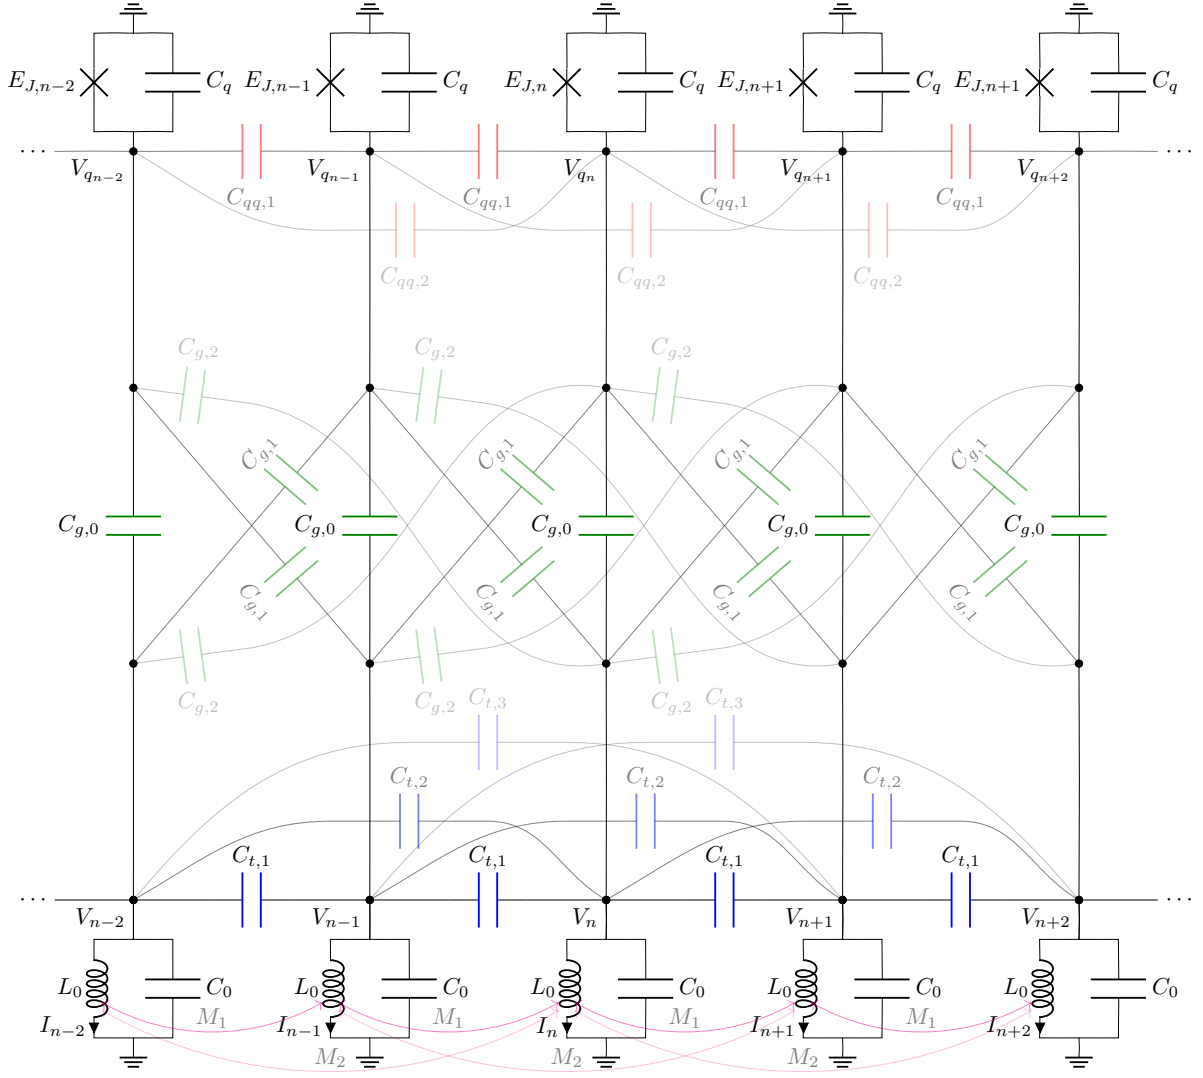 E_{J,n−2} C_q E_{J,n−1} C_q E_{J,n} C_q E_{J,n+1} C_q E_{J,n+1} C_q
··· ···
V_{q_{n−2}} V_{q_{n−1}} V_{q_n} V_{q_{n+1}} V_{q_{n+2}}
C_{qq,1} C_{qq,1} C_{qq,1} C_{qq,1}
C_{qq,2} C_{qq,2} C_{qq,2}
C_{g,2} C_{g,2} C_{g,2}
C_{g,1} C_{g,1} C_{g,1} C_{g,1}
C_{g,0} C_{g,0} C_{g,0} C_{g,0} C_{g,0}
C_{g,1} C_{g,1} C_{g,1} C_{g,1}
C_{g,2} C_{g,2} C_{g,2}
C_{t,3} C_{t,3}
C_{t,2} C_{t,2} C_{t,2}
C_{t,1} C_{t,1} C_{t,1} C_{t,1}
··· ···
V_{n−2} V_{n−1} V_n V_{n+1} V_{n+2}
L_0 C_0 L_0 C_0 L_0 C_0 L_0 C_0 L_0 C_0
I_{n−2} M_1 I_{n−1} M_1 I_n M_1 I_{n+1} M_1 I_{n+2}
M_2 M_2 M_2